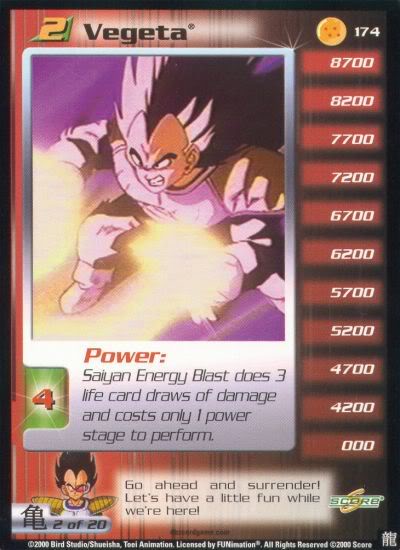 2 Vegeta® 174
8700
8200
7700
7200
6700
6200
5700
5200
4700
4200
000
Power:
4
Saiyan Energy Blast does 3
life card draws of damage
and costs only 1 power
stage to perform.
Go ahead and surrender!
Let's have a little fun while
we're here!
SCORE
亀 2 of 20
龍
©2000 Bird Studio/Shueisha, Toei Animation. Licensed by FUNimation®. All Rights Reserved ©2000 Score